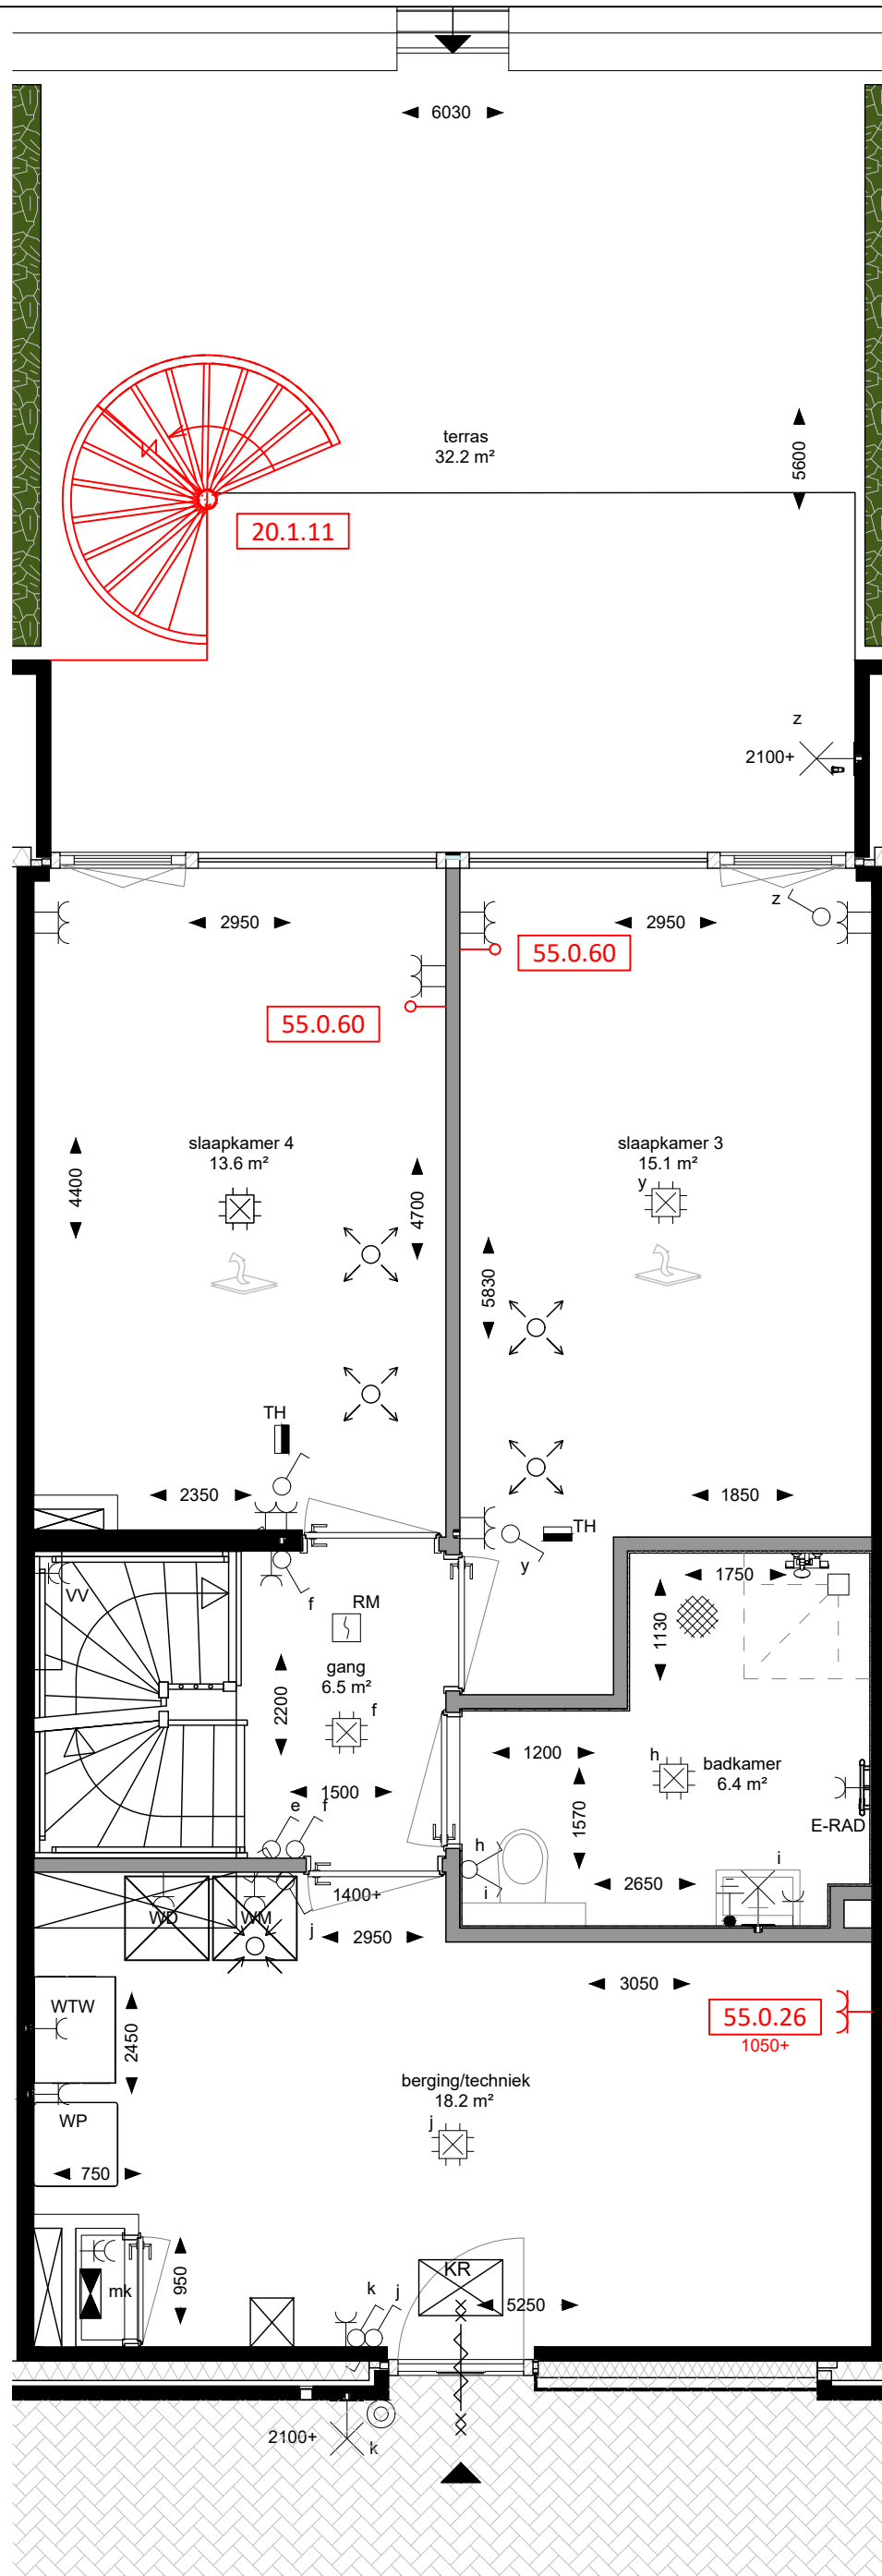 6030
terras
32.2 m²
5600
20.1.11
z
2100+
z
2950
2950
55.0.60
55.0.60
slaapkamer 4
13.6 m²
slaapkamer 3
15.1 m²
y
4400
4700
5830
TH
2350
1850
TH
y
VV
f
RM
1750
1130
gang
6.5 m²
f
2200
1200
h
badkamer
6.4 m²
1500
1570
E-RAD
e
f
h
i
2650
i
1400+
WD
WM
j
2950
3050
WTW
2450
55.0.26
1050+
berging/techniek
18.2 m²
j
WP
750
950
mk
KR
k
j
5250
2100+
k